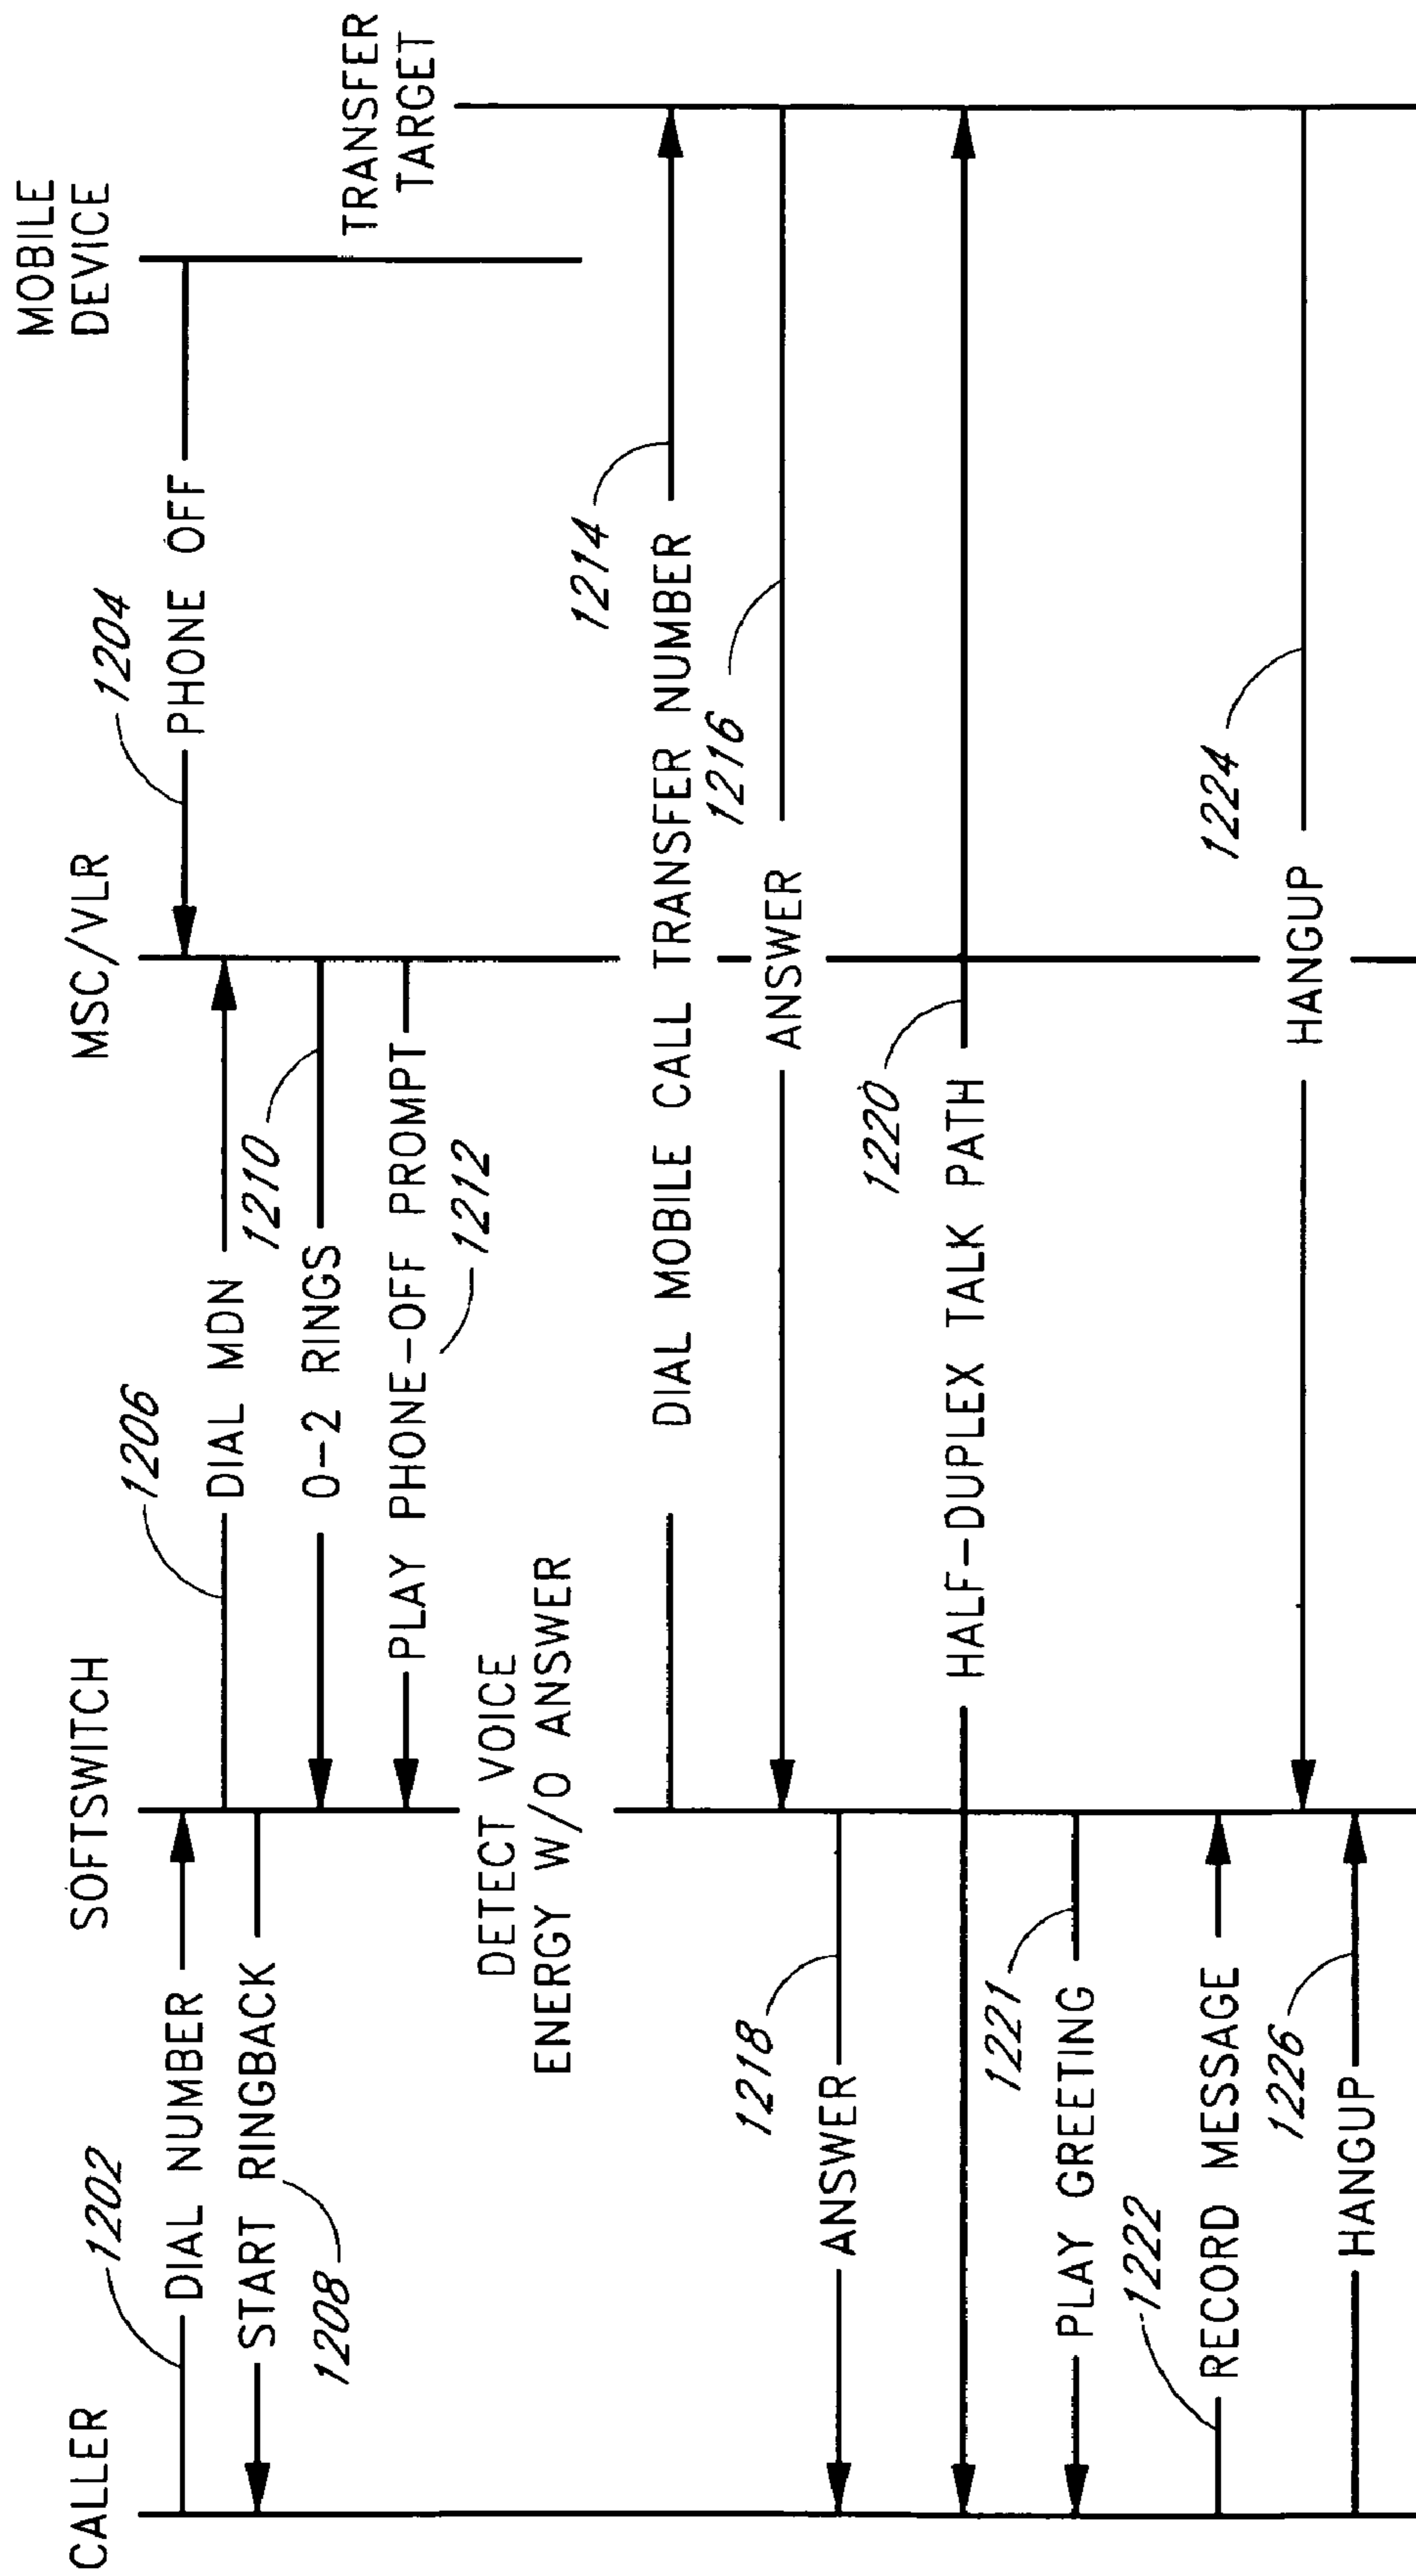 CALLER
SOFTSWITCH
MSC/VLR
MOBILE
DEVICE
TRANSFER
TARGET
1202
DIAL NUMBER
1204
PHONE OFF
1206
DIAL MDN
START RINGBACK
1208
1210
0-2 RINGS
PLAY PHONE-OFF PROMPT
1212
DETECT VOICE
ENERGY W/O ANSWER
1214
DIAL MOBILE CALL TRANSFER NUMBER
1216
ANSWER
1218
ANSWER
1220
HALF-DUPLEX TALK PATH
1221
PLAY GREETING
1222
RECORD MESSAGE
1224
HANGUP
1226
HANGUP